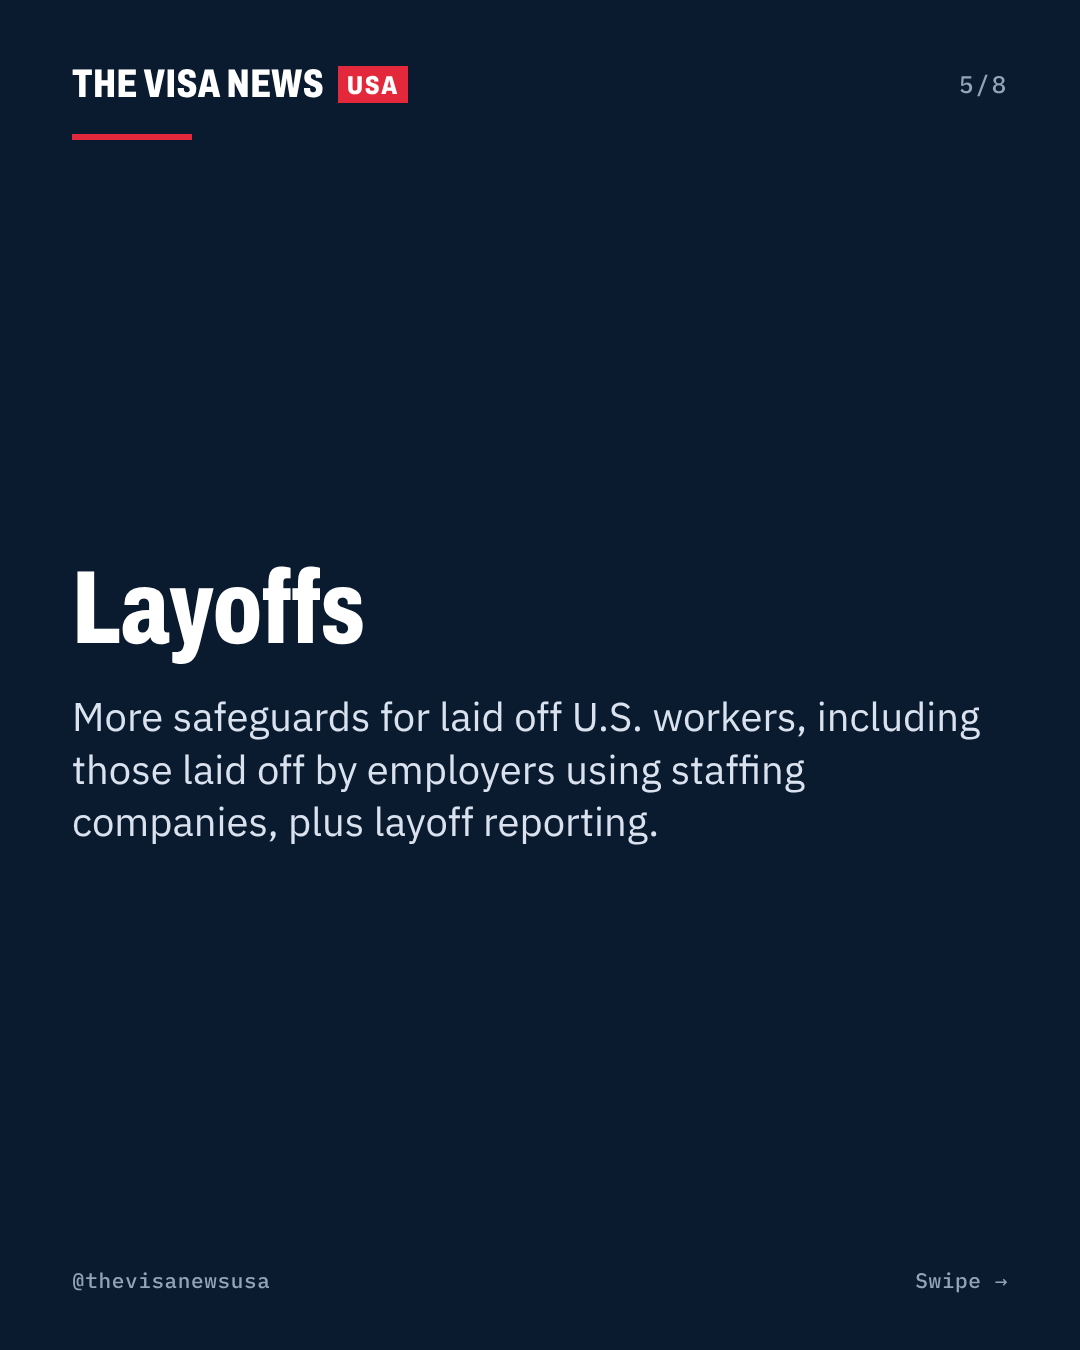 THE VISA NEWS USA
5/8
Layoffs
More safeguards for laid off U.S. workers, including
those laid off by employers using staffing
companies, plus layoff reporting.
@thevisanewsusa
Swipe →